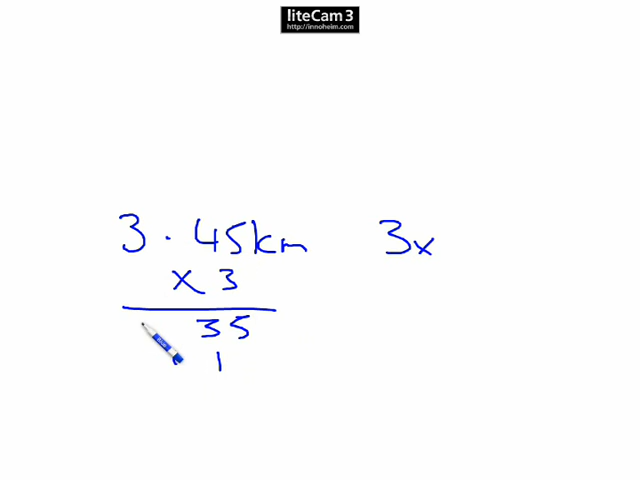 liteCam 3
http://innoheim.com
3.45km 3x
x 3
35
1